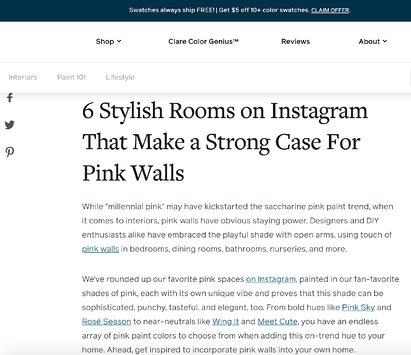 Swatches always ship FREE! | Get $5 off 10+ color swatches. CLAIM OFFER.
Shop Clare Color Genius™ Reviews About
Interiors Paint 101 Lifestyle
6 Stylish Rooms on Instagram
That Make a Strong Case For
Pink Walls
While "millennial pink" may have kickstarted the saccharine pink paint trend, when
it comes to interiors, pink walls have obvious staying power. Designers and DIY
enthusiasts alike have embraced the playful shade with open arms, using touch of
pink walls in bedrooms, dining rooms, bathrooms, nurseries, and more.
We've rounded up our favorite pink spaces on Instagram, painted in our fan-favorite
shades of pink, each with its own unique vibe and proves that this shade can be
sophisticated, punchy, tasteful, and elegant, too. From bold hues like Pink Sky and
Rosé Season to near-neutrals like Wing It and Meet Cute, you have an endless
array of pink paint colors to choose from when adding this on-trend hue to your
home. Ahead, get inspired to incorporate pink walls into your own home.